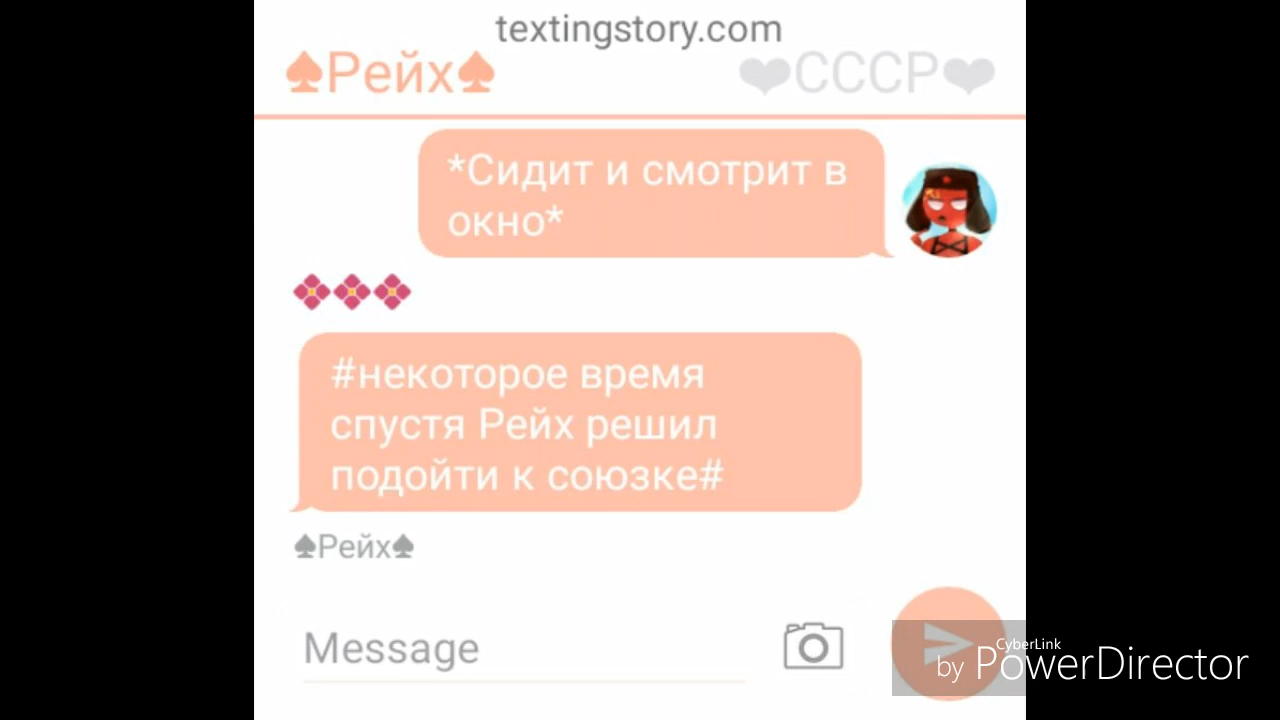 textingstory.com
♠Рейх♠
❤СССР❤
*Сидит и смотрит в
окно*
#некоторое время
спустя Рейх решил
подойти к союзке#
♠Рейх♠
Message
CyberLink
by PowerDirector